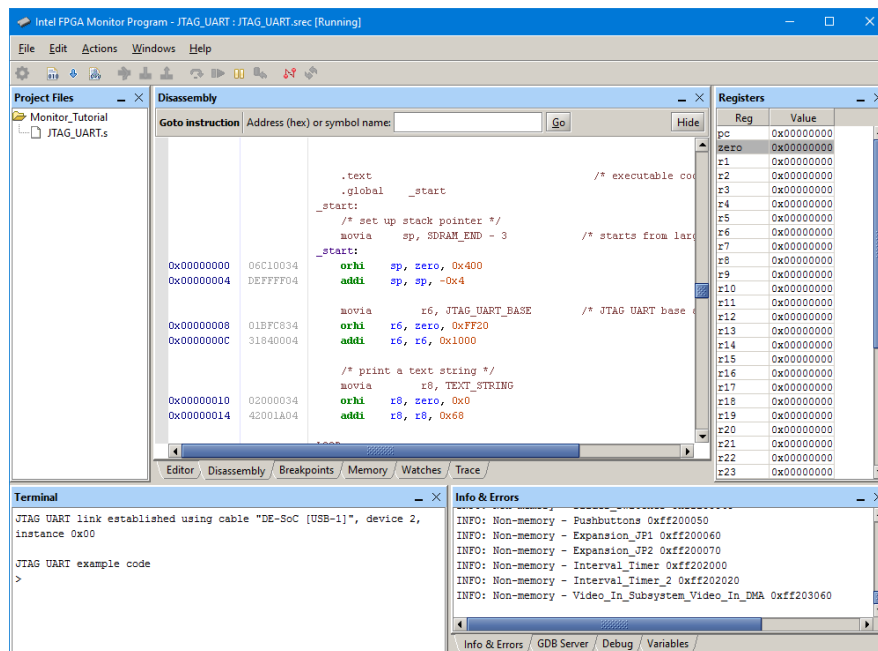 Intel FPGA Monitor Program - JTAG_UART : JTAG_UART.srec [Running]
File Edit Actions Windows Help
Project Files
Monitor_Tutorial
JTAG_UART.s
Disassembly
Goto instruction Address (hex) or symbol name: Go Hide
.text /* executable co
.global _start
_start:
/* set up stack pointer */
movia sp, SDRAM_END - 3 /* starts from larg
_start:
0x00000000 06C10034 orhi sp, zero, 0x400
0x00000004 DEFFFF04 addi sp, sp, -0x4
movia r6, JTAG_UART_BASE /* JTAG UART base
0x00000008 01BFC834 orhi r6, zero, 0xFF20
0x0000000C 31840004 addi r6, r6, 0x1000
/* print a text string */
movia r8, TEXT_STRING
0x00000010 02000034 orhi r8, zero, 0x0
0x00000014 42001A04 addi r8, r8, 0x68
Editor Disassembly Breakpoints Memory Watches Trace
Registers
Reg Value
pc 0x00000000
zero 0x00000000
r1 0x00000000
r2 0x00000000
r3 0x00000000
r4 0x00000000
r5 0x00000000
r6 0x00000000
r7 0x00000000
r8 0x00000000
r9 0x00000000
r10 0x00000000
r11 0x00000000
r12 0x00000000
r13 0x00000000
r14 0x00000000
r15 0x00000000
r16 0x00000000
r17 0x00000000
r18 0x00000000
r19 0x00000000
r20 0x00000000
r21 0x00000000
r22 0x00000000
r23 0x00000000
Terminal
JTAG UART link established using cable "DE-SoC [USB-1]", device 2,
instance 0x00
JTAG UART example code
>
Info & Errors
INFO: Non-memory - Pushbuttons 0xff200050
INFO: Non-memory - Expansion_JP1 0xff200060
INFO: Non-memory - Expansion_JP2 0xff200070
INFO: Non-memory - Interval_Timer 0xff202000
INFO: Non-memory - Interval_Timer_2 0xff202020
INFO: Non-memory - Video_In_Subsystem_Video_In_DMA 0xff203060
Info & Errors GDB Server Debug Variables